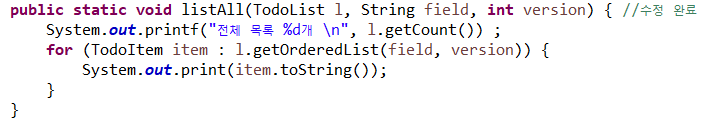 public static void listAll(TodoList l, String field, int version) { //수정 완료
    System.out.printf("전체 목록 %d개 \n", l.getCount()) ;
    for (TodoItem item : l.getOrderedList(field, version)) {
        System.out.print(item.toString());
    }
}